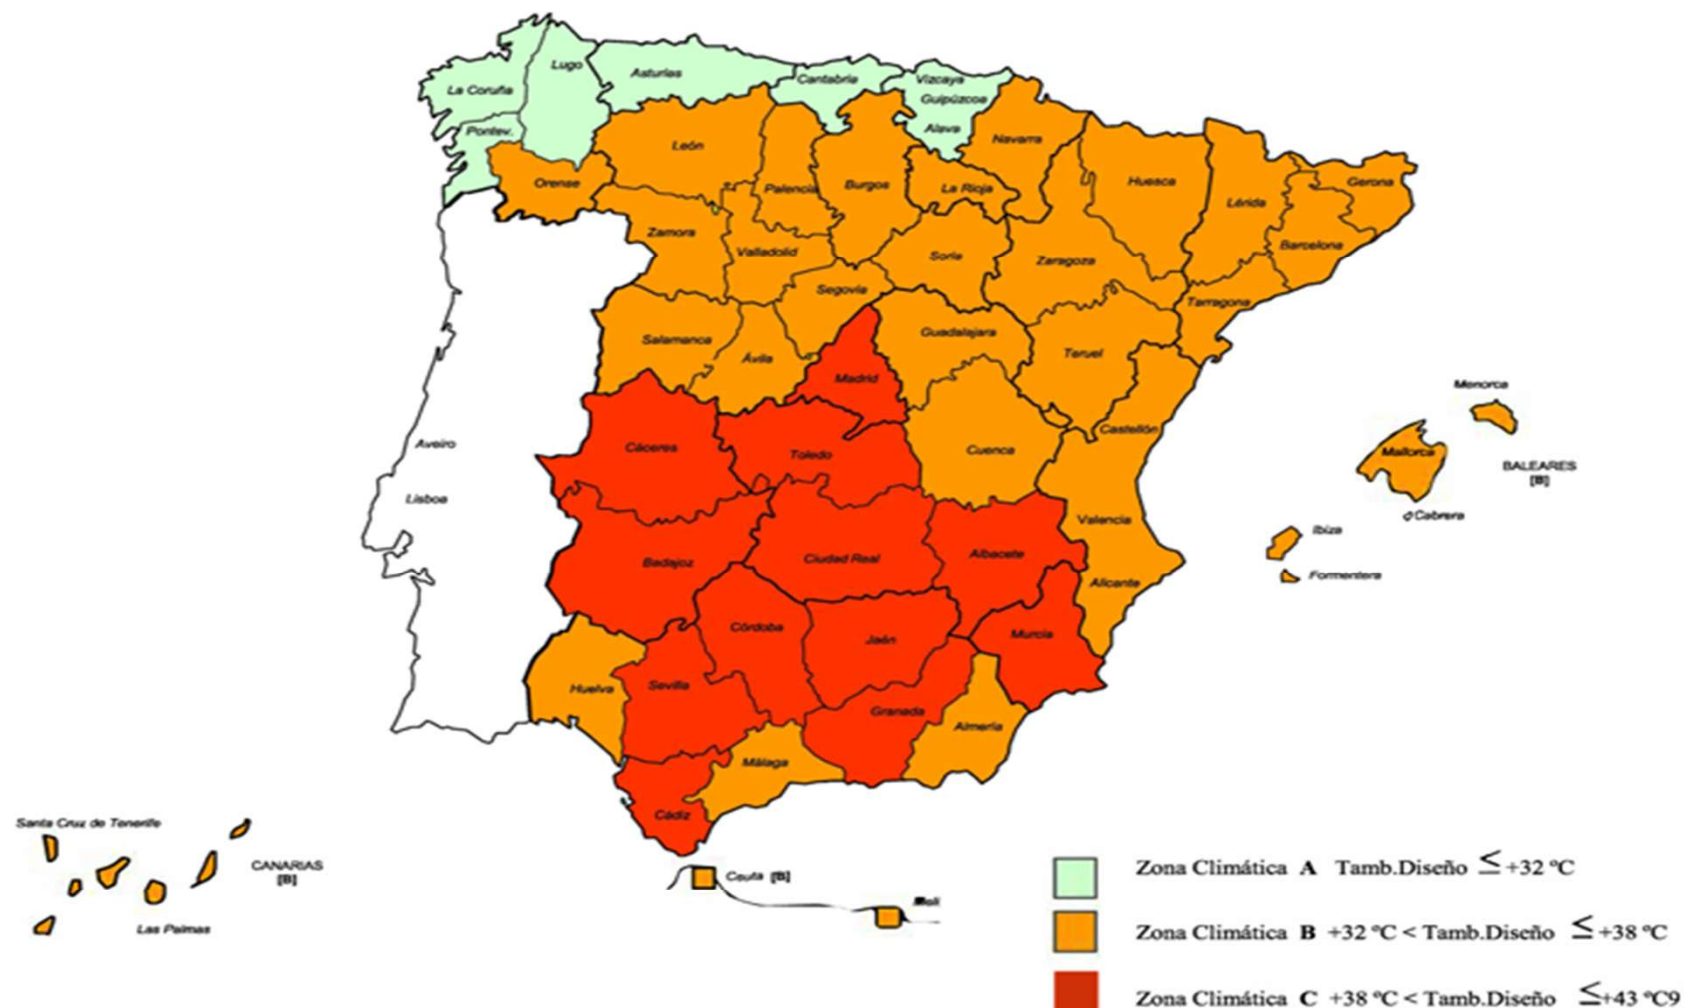 Lugo
Asturias
Cantabria
Vizcaya
La Coruña
Guipúzcoa
Pontev.
Alava
Navarra
León
Orense
Palencia
Burgos
La Rioja
Huesca
Gerona
Lérida
Zamora
Valladolid
Soria
Zaragoza
Barcelona
Segovia
Tarragona
Salamanca
Ávila
Guadalajara
Teruel
Madrid
Menorca
Aveiro
Cáceres
Toledo
Cuenca
Castellón
Mallorca
BALEARES
[B]
Lisboa
Cabrera
Valencia
Ibiza
Badajoz
Ciudad Real
Albacete
Alicante
Formentera
Córdoba
Jaén
Murcia
Huelva
Sevilla
Granada
Almería
Málaga
Cádiz
Santa Cruz de Tenerife
CANARIAS
[B]
Las Palmas
Ceuta [B]
Zona Climática A Tamb.Diseño ≤ +32 ºC
Zona Climática B +32 ºC < Tamb.Diseño ≤ +38 ºC
Zona Climática C +38 ºC < Tamb.Diseño ≤+43 ºC9